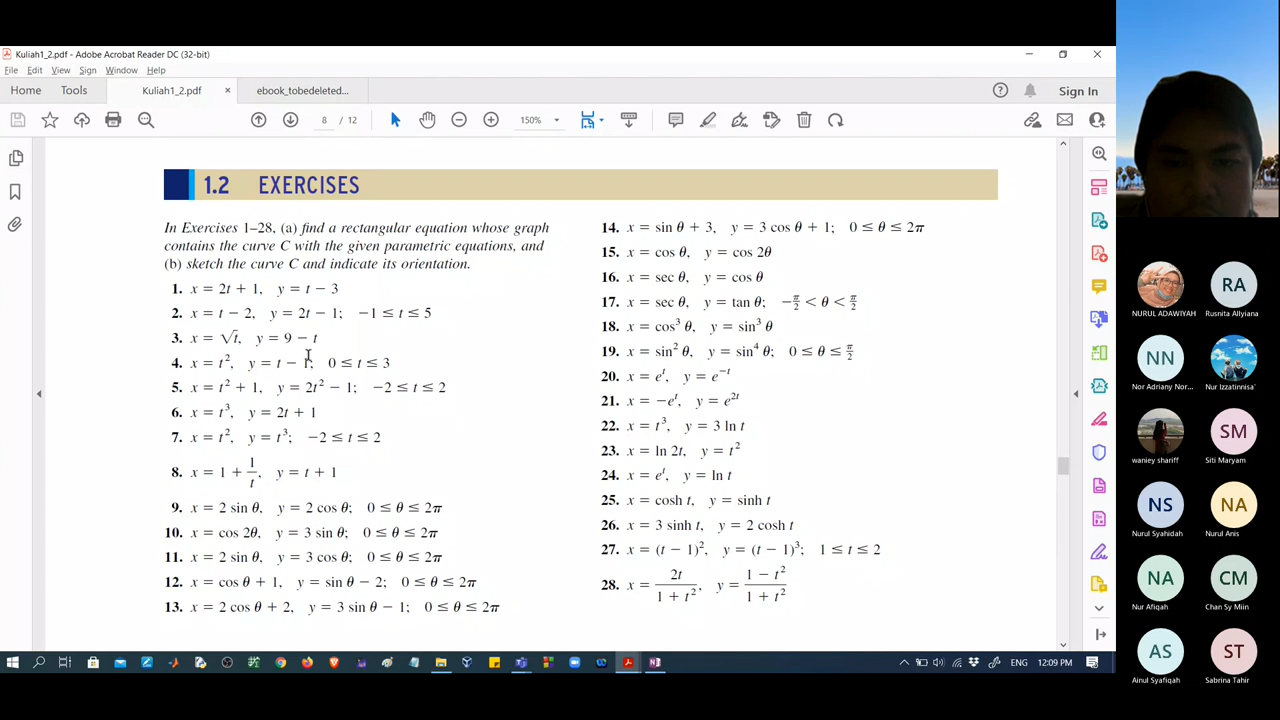 Kuliah1_2.pdf - Adobe Acrobat Reader DC (32-bit)
File Edit View Sign Window Help
Home Tools Kuliah1_2.pdf × ebook_tobedeleted... Sign In
8 / 12 150%
1.2 EXERCISES
In Exercises 1–28, (a) find a rectangular equation whose graph
contains the curve C with the given parametric equations, and
(b) sketch the curve C and indicate its orientation.
1. x = 2t + 1, y = t − 3
2. x = t − 2, y = 2t − 1; −1 ≤ t ≤ 5
3. x = √t, y = 9 − t
4. x = t², y = t − 1; 0 ≤ t ≤ 3
5. x = t² + 1, y = 2t² − 1; −2 ≤ t ≤ 2
6. x = t³, y = 2t + 1
7. x = t², y = t³; −2 ≤ t ≤ 2
8. x = 1 + 1/t, y = t + 1
9. x = 2 sin θ, y = 2 cos θ; 0 ≤ θ ≤ 2π
10. x = cos 2θ, y = 3 sin θ; 0 ≤ θ ≤ 2π
11. x = 2 sin θ, y = 3 cos θ; 0 ≤ θ ≤ 2π
12. x = cos θ + 1, y = sin θ − 2; 0 ≤ θ ≤ 2π
13. x = 2 cos θ + 2, y = 3 sin θ − 1; 0 ≤ θ ≤ 2π
14. x = sin θ + 3, y = 3 cos θ + 1; 0 ≤ θ ≤ 2π
15. x = cos θ, y = cos 2θ
16. x = sec θ, y = cos θ
17. x = sec θ, y = tan θ; −π/2 < θ < π/2
18. x = cos³ θ, y = sin³ θ
19. x = sin² θ, y = sin⁴ θ; 0 ≤ θ ≤ π/2
20. x = eᵗ, y = e⁻ᵗ
21. x = −eᵗ, y = e²ᵗ
22. x = t³, y = 3 ln t
23. x = ln 2t, y = t²
24. x = eᵗ, y = ln t
25. x = cosh t, y = sinh t
26. x = 3 sinh t, y = 2 cosh t
27. x = (t − 1)², y = (t − 1)³; 1 ≤ t ≤ 2
28. x = 2t/(1 + t²), y = (1 − t²)/(1 + t²)
RA
NURUL ADAWIYAH Rusnita Allyiana
NN
Nor Adriany Nor... Nur Izzatinnisa'
SM
waniey shariff Siti Maryam
NS NA
Nurul Syahidah Nurul Anis
NA CM
Nur Afiqah Chan Sy Miin
AS ST
Ainul Syafiqah Sabrina Tahir
ENG 12:09 PM